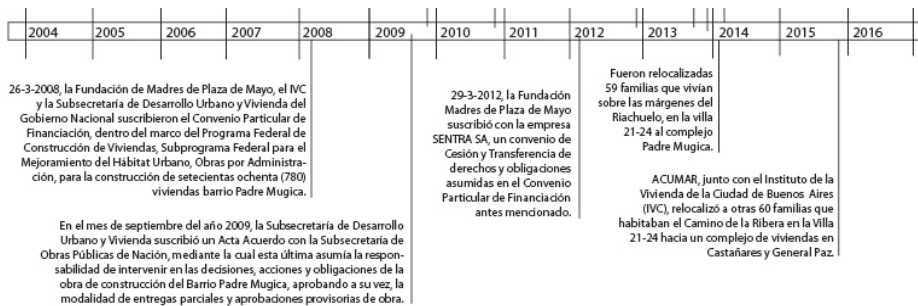 2004 2005 2006 2007 2008 2009 2010 2011 2012 2013 2014 2015 2016
26-3-2008, la Fundación de Madres de Plaza de Mayo, el IVC
y la Subsecretaría de Desarrollo Urbano y Vivienda del
Gobierno Nacional suscribieron el Convenio Particular de
Financiación, dentro del marco del Programa Federal de
Construcción de Viviendas, Subprograma Federal para el
Mejoramiento del Hábitat Urbano, Obras por Administra-
ción, para la construcción de setecientas ochenta (780)
viviendas barrio Padre Mugica.
En el mes de septiembre del año 2009, la Subsecretaría de Desarrollo
Urbano y Vivienda suscribió un Acta Acuerdo con la Subsecretaría de
Obras Públicas de Nación, mediante la cual esta última asumía la respon-
sabilidad de intervenir en las decisiones, acciones y obligaciones de la
obra de construcción del Barrio Padre Mugica, aprobando a su vez, la
modalidad de entregas parciales y aprobaciones provisorias de obra.
29-3-2012, la Fundación
Madres de Plaza de Mayo
suscribió con la empresa
SENTRA SA, un convenio de
Cesión y Transferencia de
derechos y obligaciones
asumidas en el Convenio
Particular de Financiación
antes mencionado.
Fueron relocalizadas
59 familias que vivían
sobre las márgenes del
Riachuelo, en la villa
21-24 al complejo
Padre Mugica.
ACUMAR, junto con el Instituto de la
Vivienda de la Ciudad de Buenos Aires
(IVC), relocalizó a otras 60 familias que
habitaban el Camino de la Ribera en la Villa
21-24 hacia un complejo de viviendas en
Castañares y General Paz.